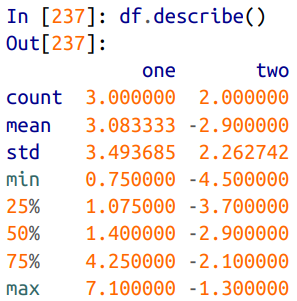 In [237]: df.describe()
Out[237]:
            one       two
count  3.000000  2.000000
mean   3.083333 -2.900000
std    3.493685  2.262742
min    0.750000 -4.500000
25%    1.075000 -3.700000
50%    1.400000 -2.900000
75%    4.250000 -2.100000
max    7.100000 -1.300000